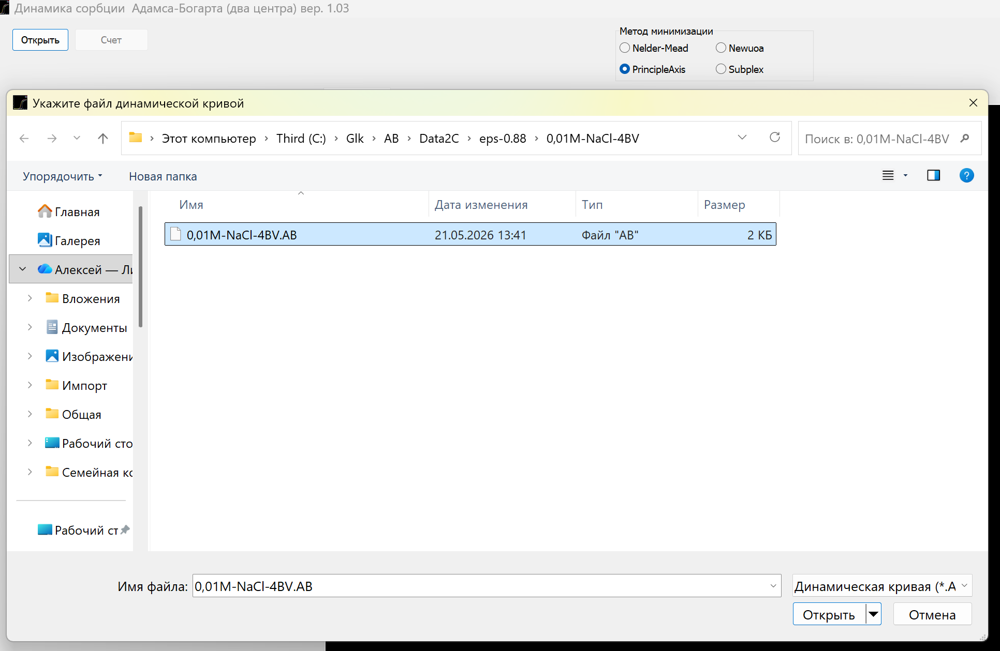 Динамика сорбции Адамса-Богарта (два центра) вер. 1.03
Открыть
Счет
Метод минимизации
Nelder-Mead
Newuoa
PrincipleAxis
Subplex
Укажите файл динамической кривой
Этот компьютер › Third (C:) › Glk › AB › Data2C › eps-0.88 › 0,01M-NaCl-4BV
Поиск в: 0,01M-NaCl-4BV
Упорядочить
Новая папка
Имя
Дата изменения
Тип
Размер
0,01M-NaCl-4BV.AB
21.05.2026 13:41
Файл "AB"
2 КБ
Главная
Галерея
Алексей — Ли
Вложения
Документы
Изображени
Импорт
Общая
Рабочий сто
Семейная ко
Рабочий ст
Имя файла:
0,01M-NaCl-4BV.AB
Динамическая кривая (*.A
Открыть
Отмена